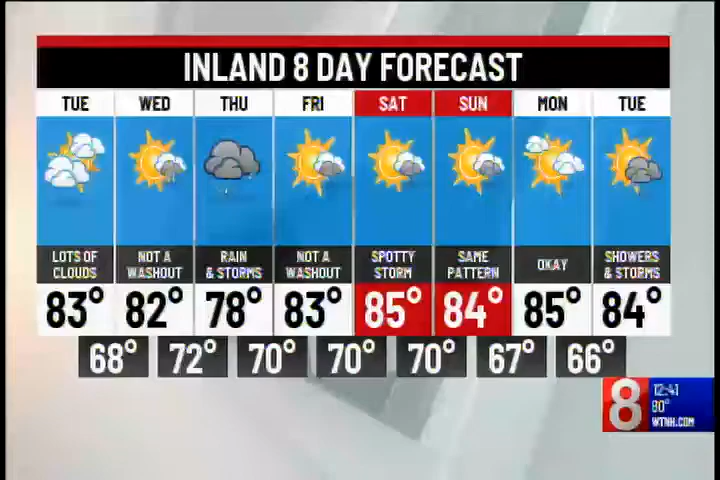 INLAND 8 DAY FORECAST
TUE WED THU FRI SAT SUN MON TUE
LOTS OF CLOUDS
NOT A WASHOUT
RAIN & STORMS
NOT A WASHOUT
SPOTTY STORM
SAME PATTERN
OKAY
SHOWERS & STORMS
83° 82° 78° 83° 85° 84° 85° 84°
68° 72° 70° 70° 70° 67° 66°
8
12:41
80°
WTNH.COM